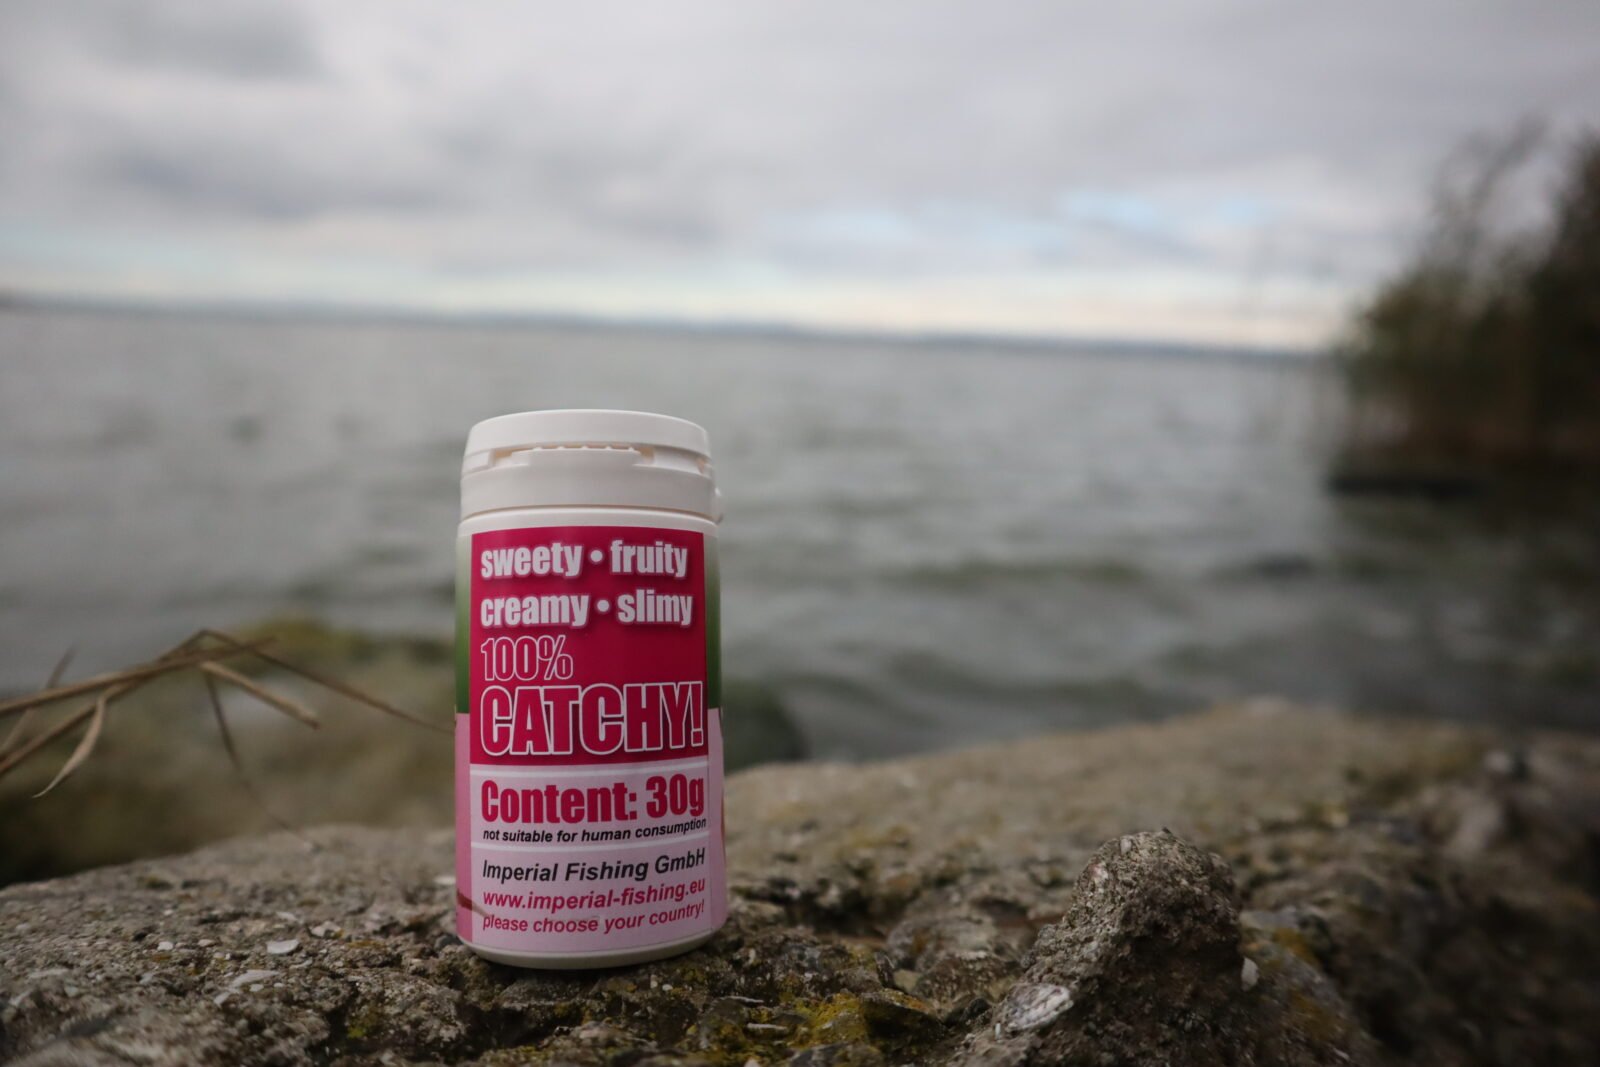 sweety • fruity
creamy • slimy
100%
CATCHY!
Content: 30g
not suitable for human consumption
Imperial Fishing GmbH
www.imperial-fishing.eu
please choose your country!